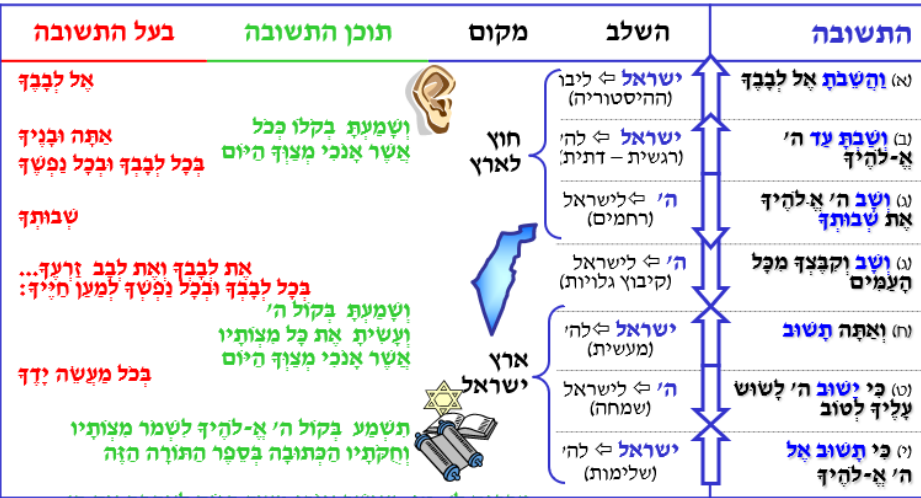 התשובה
השלב
מקום
תוכן התשובה
בעל התשובה
(א) וַהֲשֵׁבֹתָ אֶל לְבָבֶךָ
ישראל ⇦ ליבו
(ההיסטוריה)
אֶל לְבָבֶךָ
(ב) וְשַׁבְתָּ עַד ה'
אֱ-לֹהֶיךָ
ישראל ⇦ לה'
(רגשית – דתית)
חוץ
לארץ
וְשָׁמַעְתָּ בְקֹלוֹ כְּכֹל
אֲשֶׁר אָנֹכִי מְצַוְּךָ הַיּוֹם
אַתָּה וּבָנֶיךָ
בְּכָל לְבָבְךָ וּבְכָל נַפְשֶׁךָ
(ג) וְשָׁב ה' אֱ-לֹהֶיךָ
אֶת שְׁבוּתְךָ
ה' ⇦ לישראל
(רחמים)
שְׁבוּתְךָ
(ג) וְשָׁב וְקִבֶּצְךָ מִכָּל
הָעַמִּים
ה' ⇦ לישראל
(קיבוץ גלויות)
אֶת לְבָבְךָ וְאֶת לְבַב זַרְעֶךָ...
בְּכָל לְבָבְךָ וּבְכָל נַפְשְׁךָ לְמַעַן חַיֶּיךָ:
(ח) וְאַתָּה תָשׁוּב
ישראל ⇦ לה'
(מעשית)
ארץ
ישראל
וְשָׁמַעְתָּ בְּקוֹל ה'
וְעָשִׂיתָ אֶת כָּל מִצְוֹתָיו
אֲשֶׁר אָנֹכִי מְצַוְּךָ הַיּוֹם
בְּכֹל מַעֲשֵׂה יָדֶךָ
(ט) כִּי יָשׁוּב ה' לָשׂוּשׂ
עָלֶיךָ לְטוֹב
ה' ⇦ לישראל
(שמחה)
(י) כִּי תָשׁוּב אֶל
ה' אֱ-לֹהֶיךָ
ישראל ⇦ לה'
(שלימות)
תִשְׁמַע בְּקוֹל ה' אֱ-לֹהֶיךָ לִשְׁמֹר מִצְוֹתָיו
וְחֻקֹּתָיו הַכְּתוּבָה בְּסֵפֶר הַתּוֹרָה הַזֶּה